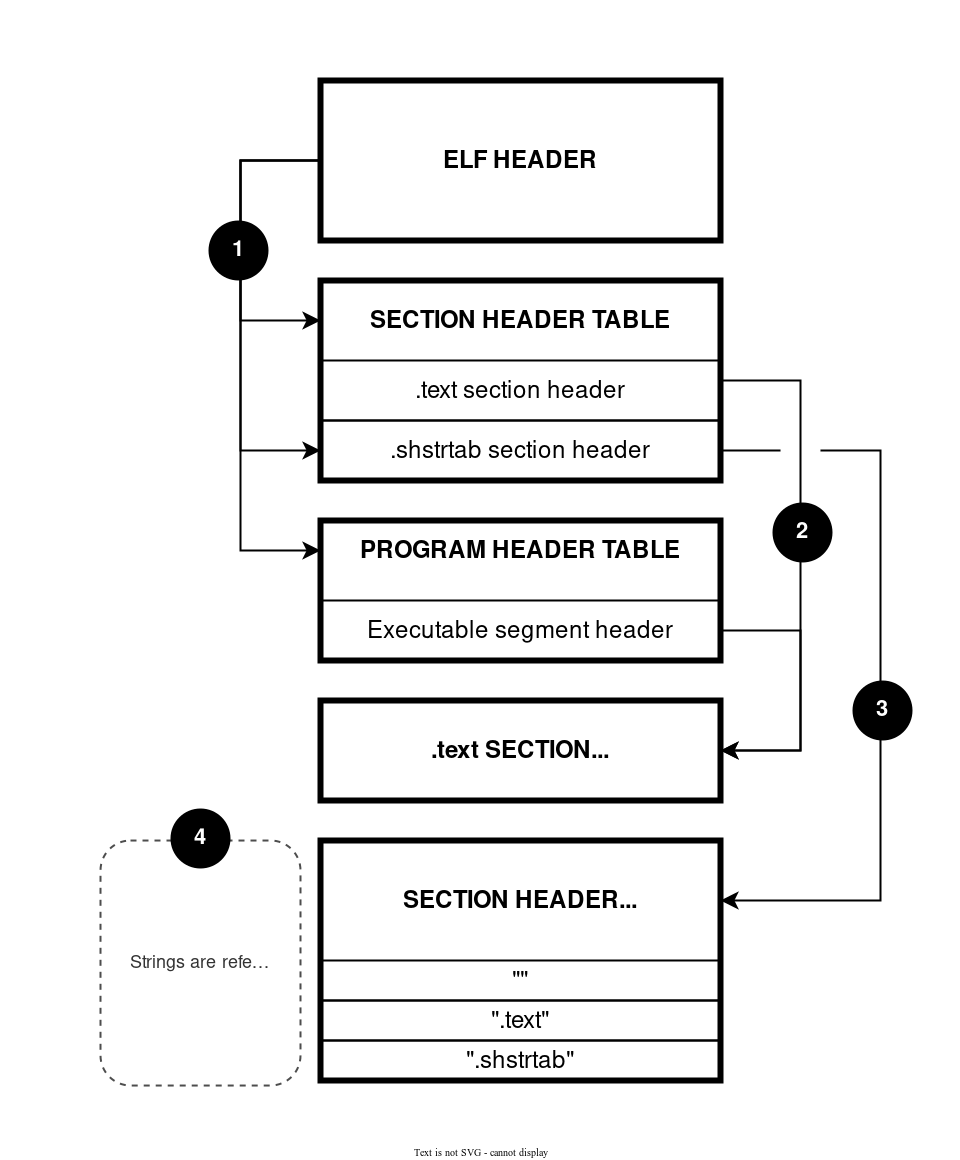 ELF HEADER
1
SECTION HEADER TABLE
.text section header
.shstrtab section header
2
PROGRAM HEADER TABLE
Executable segment header
3
.text SECTION...
4
SECTION HEADER...
Strings are refe...
""
".text"
".shstrtab"
Text is not SVG - cannot display